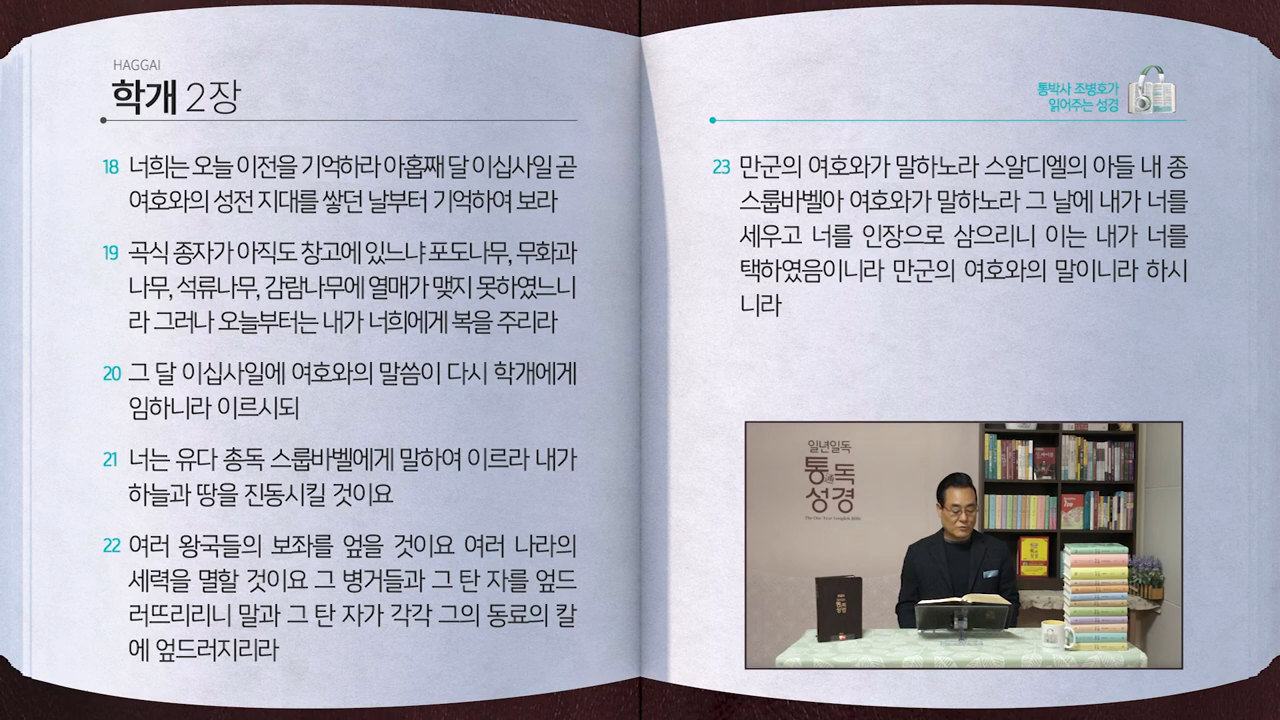 HAGGAI
학개 2장
18 너희는 오늘 이전을 기억하라 아홉째 달 이십사일 곧
여호와의 성전 지대를 쌓던 날부터 기억하여 보라
19 곡식 종자가 아직도 창고에 있느냐 포도나무, 무화과
나무, 석류나무, 감람나무에 열매가 맺지 못하였느니
라 그러나 오늘부터는 내가 너희에게 복을 주리라
20 그 달 이십사일에 여호와의 말씀이 다시 학개에게
임하니라 이르시되
21 너는 유다 총독 스룹바벨에게 말하여 이르라 내가
하늘과 땅을 진동시킬 것이요
22 여러 왕국들의 보좌를 엎을 것이요 여러 나라의
세력을 멸할 것이요 그 병거들과 그 탄 자를 엎드
러뜨리리니 말과 그 탄 자가 각각 그의 동료의 칼
에 엎드러지리라
통박사 조병호가
읽어주는 성경
23 만군의 여호와가 말하노라 스알디엘의 아들 내 종
스룹바벨아 여호와가 말하노라 그 날에 내가 너를
세우고 너를 인장으로 삼으리니 이는 내가 너를
택하였음이니라 만군의 여호와의 말이니라 하시
니라
일년일독
통독
성경